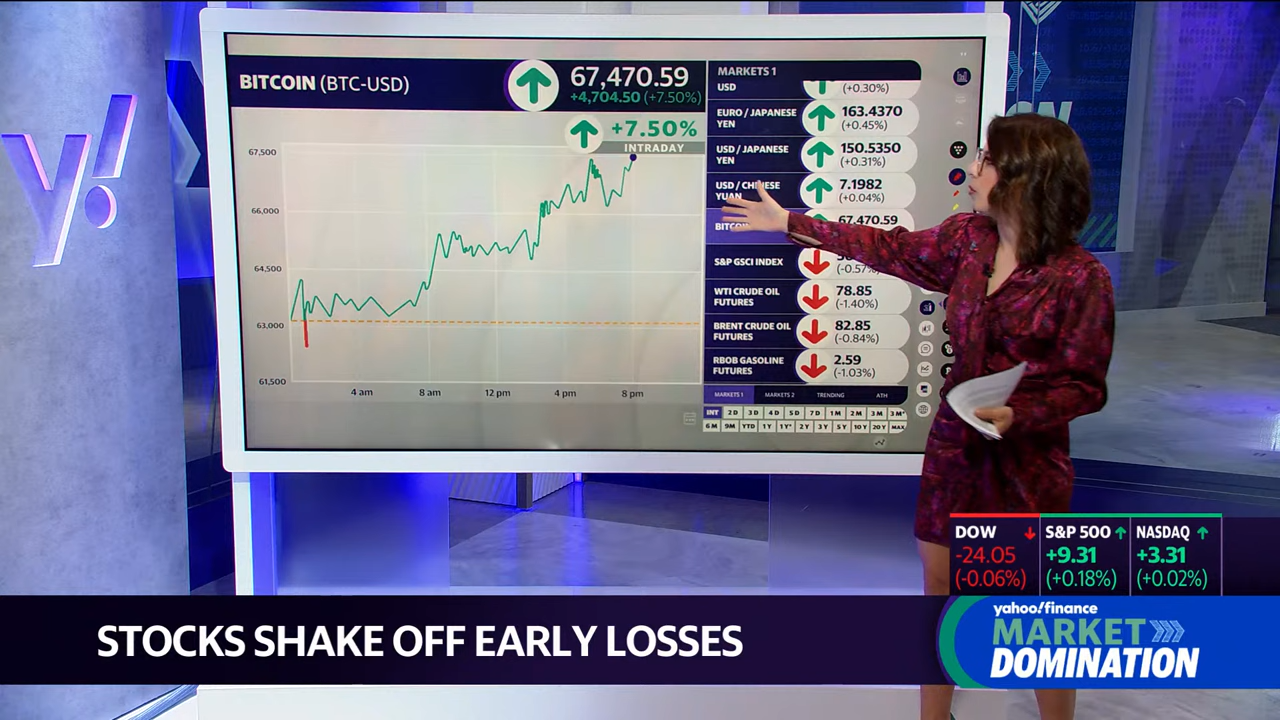 y!
BITCOIN (BTC-USD)
67,470.59
+4,704.50 (+7.50%)
+7.50%
INTRADAY
67,500
66,000
64,500
63,000
61,500
4 am
8 am
12 pm
4 pm
8 pm
MARKETS 1
USD
(+0.30%)
EURO / JAPANESE
YEN
163.4370
(+0.45%)
USD / JAPANESE
YEN
150.5350
(+0.31%)
USD / CHINESE
YUAN
7.1982
(+0.04%)
67,470.59
S&P GSCI INDEX
(-0.57%)
WTI CRUDE OIL
FUTURES
78.85
(-1.40%)
BRENT CRUDE OIL
FUTURES
82.85
(-0.84%)
RBOB GASOLINE
FUTURES
2.59
(-1.03%)
MARKETS 1 MARKETS 2 TRENDING ATH
INT 2D 3D 4D 5D 7D 1M 2M 3M 3M*
6M 9M YTD 1Y 1Y* 2Y 3Y 5Y 10Y 20Y MAX
DOW
-24.05
(-0.06%)
S&P 500
+9.31
(+0.18%)
NASDAQ
+3.31
(+0.02%)
STOCKS SHAKE OFF EARLY LOSSES
yahoo!finance
MARKET
DOMINATION